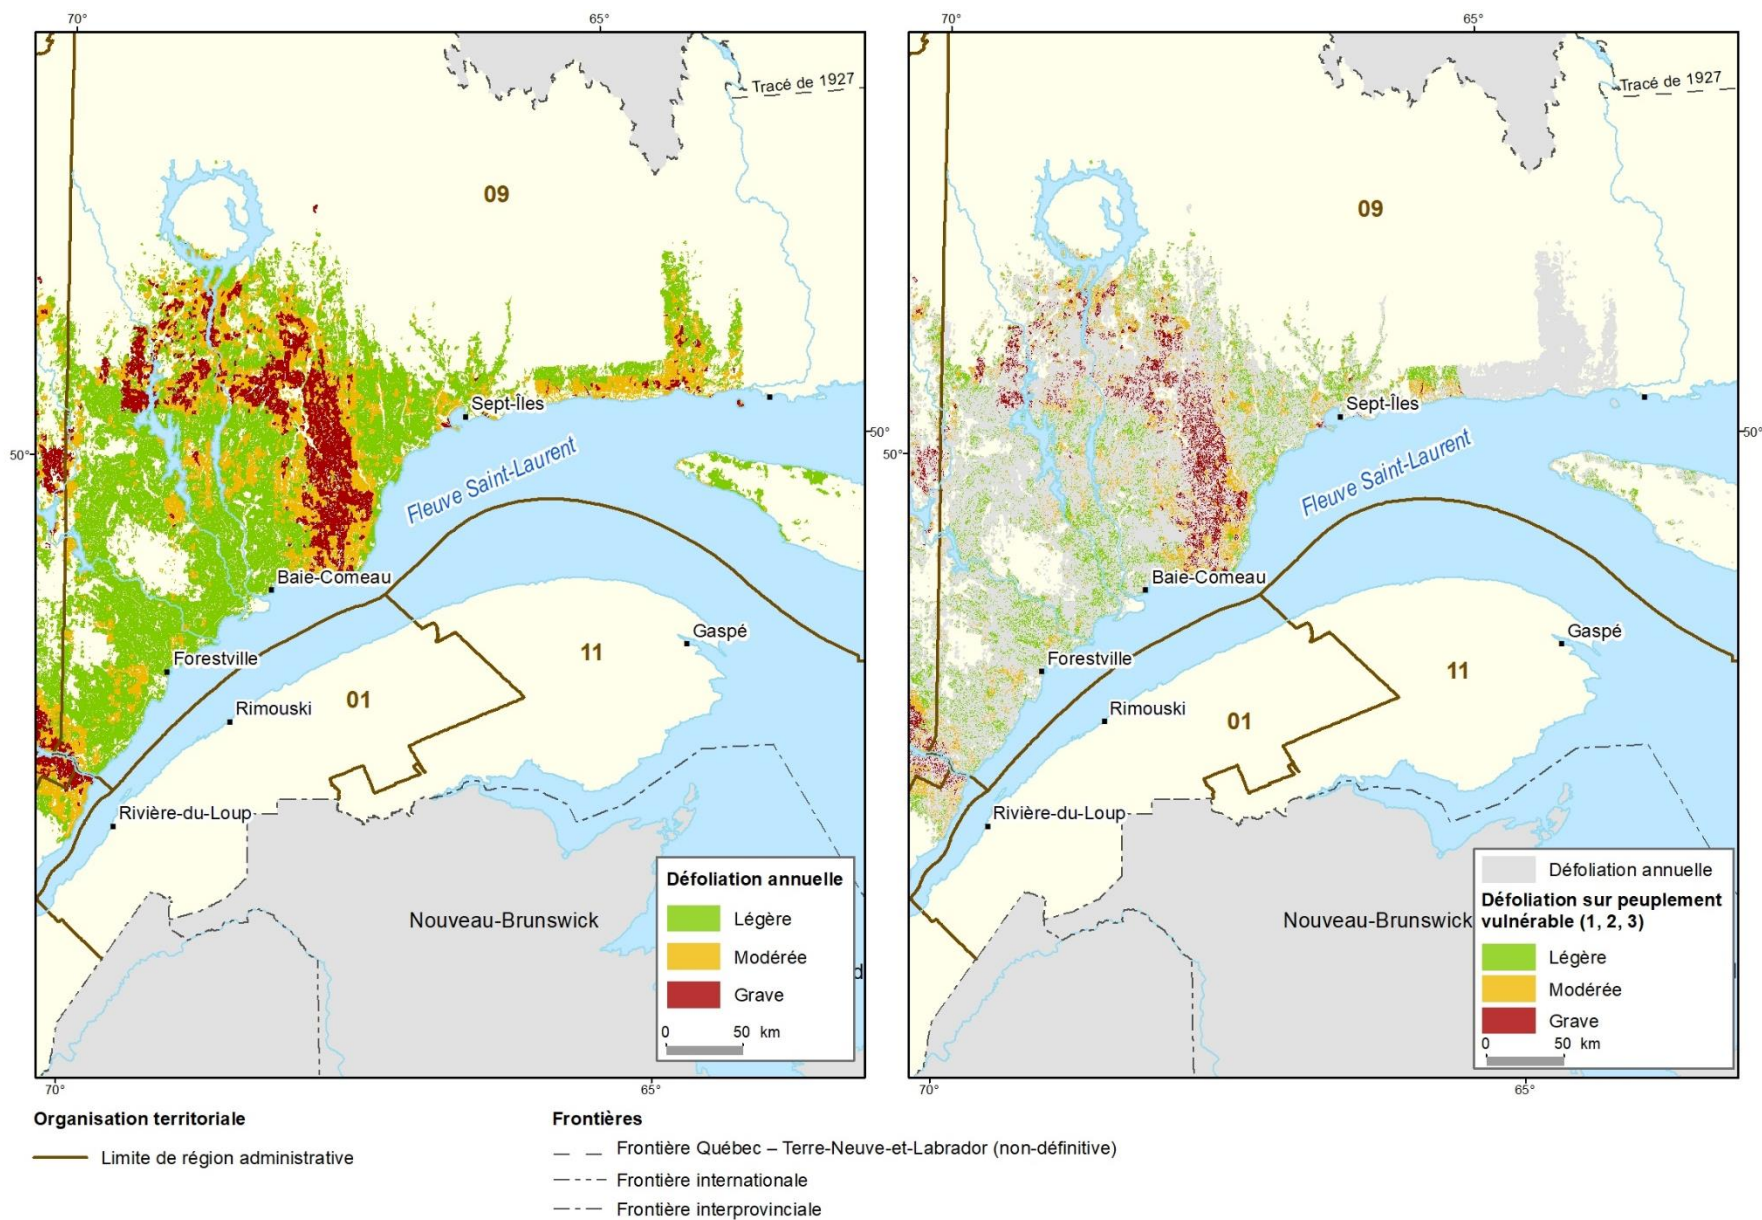 70°
65°
Tracé de 1927
09
Sept-Îles
50°
50°
Fleuve Saint-Laurent
Baie-Comeau
Gaspé
11
Forestville
01
Rimouski
Rivière-du-Loup
Nouveau-Brunswick
d
Défoliation annuelle
Légère
Modérée
Grave
0 50 km
70°
65°
70°
65°
Tracé de 1927
09
Sept-Îles
50°
50°
Fleuve Saint-Laurent
Baie-Comeau
Gaspé
11
Forestville
01
Rimouski
Rivière-du-Loup
Nouveau-Brunswick
Défoliation annuelle
Défoliation sur peuplement
vulnérable (1, 2, 3)
Légère
Modérée
Grave
0 50 km
70°
65°
Organisation territoriale
Limite de région administrative
Frontières
Frontière Québec – Terre-Neuve-et-Labrador (non-définitive)
Frontière internationale
Frontière interprovinciale